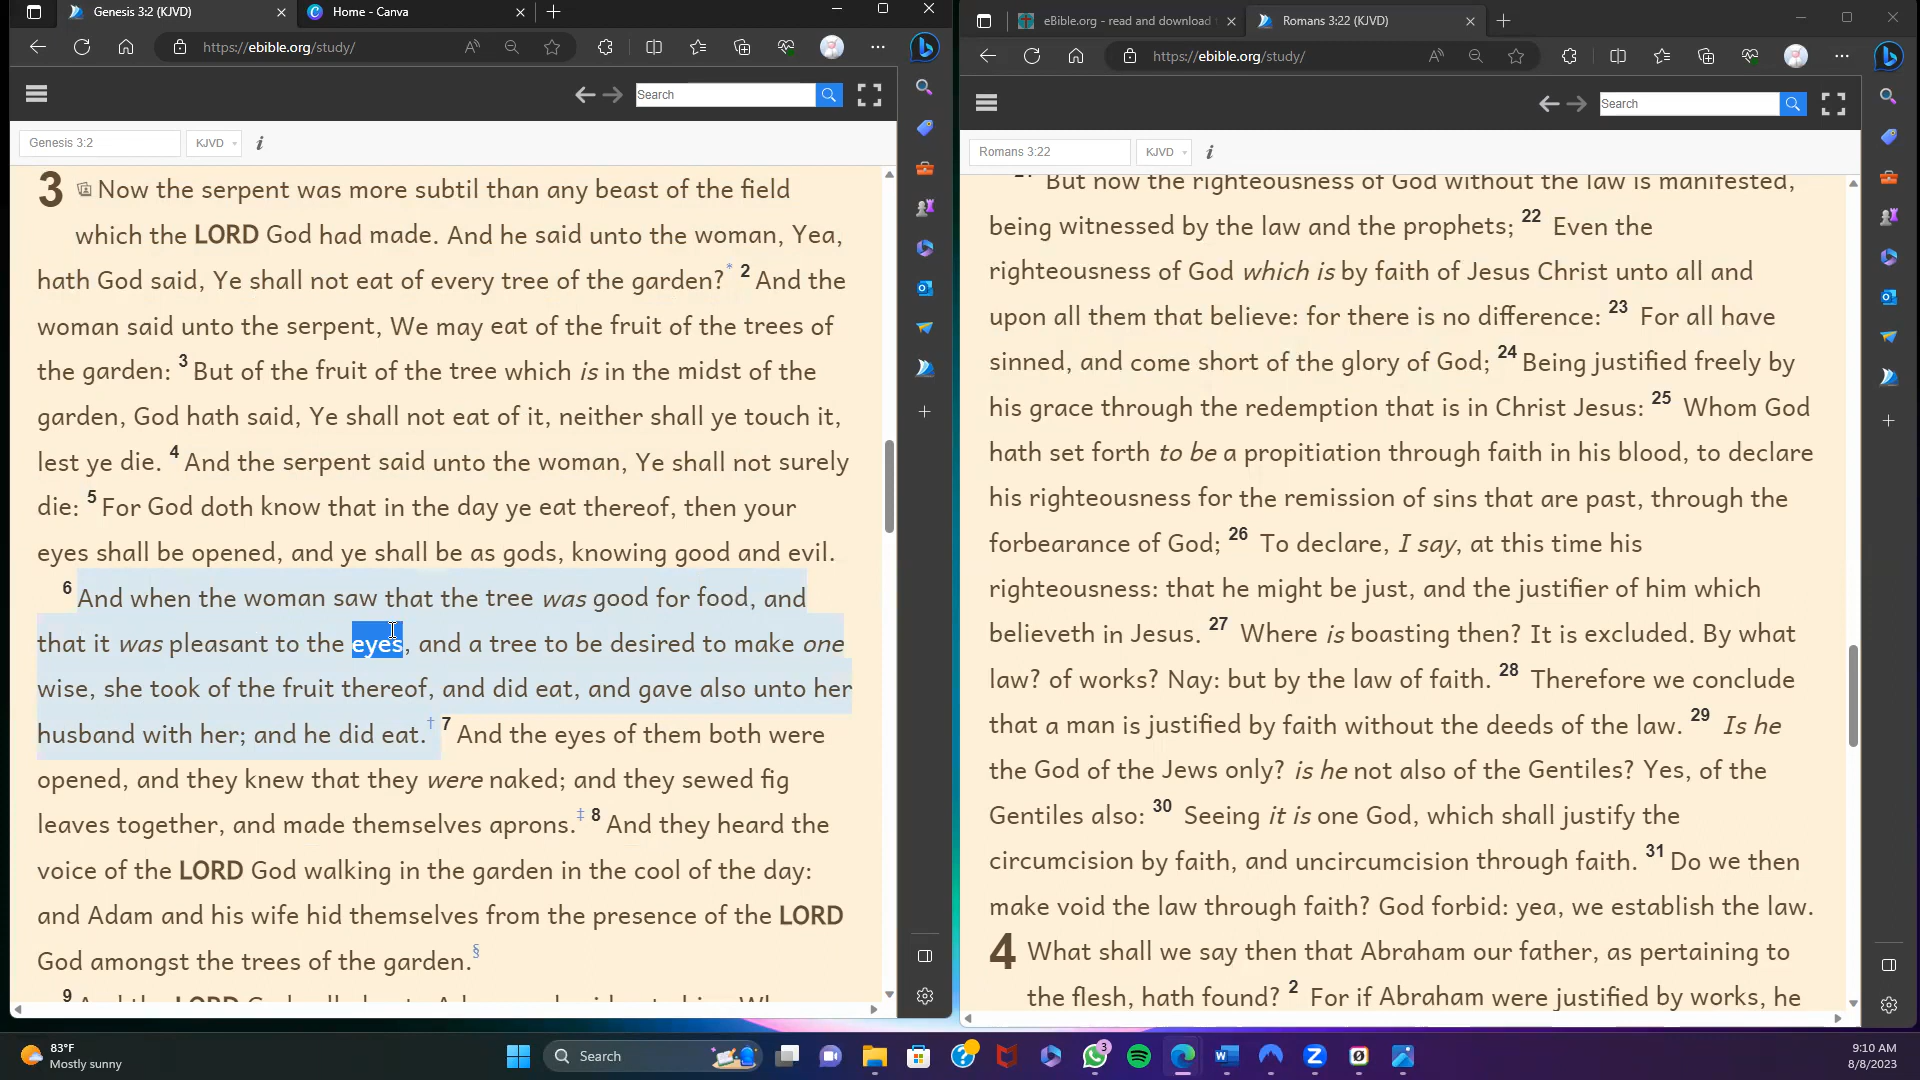 Genesis 3:2 (KJVD)
Home - Canva
https://ebible.org/study/
Search
Genesis 3:2
KJVD
i
3 Now the serpent was more subtil than any beast of the field
which the LORD God had made. And he said unto the woman, Yea,
hath God said, Ye shall not eat of every tree of the garden?* 2 And the
woman said unto the serpent, We may eat of the fruit of the trees of
the garden: 3 But of the fruit of the tree which is in the midst of the
garden, God hath said, Ye shall not eat of it, neither shall ye touch it,
lest ye die. 4 And the serpent said unto the woman, Ye shall not surely
die: 5 For God doth know that in the day ye eat thereof, then your
eyes shall be opened, and ye shall be as gods, knowing good and evil.
6 And when the woman saw that the tree was good for food, and
that it was pleasant to the eyes, and a tree to be desired to make one
wise, she took of the fruit thereof, and did eat, and gave also unto her
husband with her; and he did eat.† 7 And the eyes of them both were
opened, and they knew that they were naked; and they sewed fig
leaves together, and made themselves aprons.‡ 8 And they heard the
voice of the LORD God walking in the garden in the cool of the day:
and Adam and his wife hid themselves from the presence of the LORD
God amongst the trees of the garden.§
9 And the LORD God
eBible.org - read and download
Romans 3:22 (KJVD)
https://ebible.org/study/
Search
Romans 3:22
KJVD
i
21 But now the righteousness of God without the law is manifested,
being witnessed by the law and the prophets; 22 Even the
righteousness of God which is by faith of Jesus Christ unto all and
upon all them that believe: for there is no difference: 23 For all have
sinned, and come short of the glory of God; 24 Being justified freely by
his grace through the redemption that is in Christ Jesus: 25 Whom God
hath set forth to be a propitiation through faith in his blood, to declare
his righteousness for the remission of sins that are past, through the
forbearance of God; 26 To declare, I say, at this time his
righteousness: that he might be just, and the justifier of him which
believeth in Jesus. 27 Where is boasting then? It is excluded. By what
law? of works? Nay: but by the law of faith. 28 Therefore we conclude
that a man is justified by faith without the deeds of the law. 29 Is he
the God of the Jews only? is he not also of the Gentiles? Yes, of the
Gentiles also: 30 Seeing it is one God, which shall justify the
circumcision by faith, and uncircumcision through faith. 31 Do we then
make void the law through faith? God forbid: yea, we establish the law.
4 What shall we say then that Abraham our father, as pertaining to
the flesh, hath found? 2 For if Abraham were justified by works, he
83°F
Mostly sunny
Search
3
9:10 AM
8/8/2023